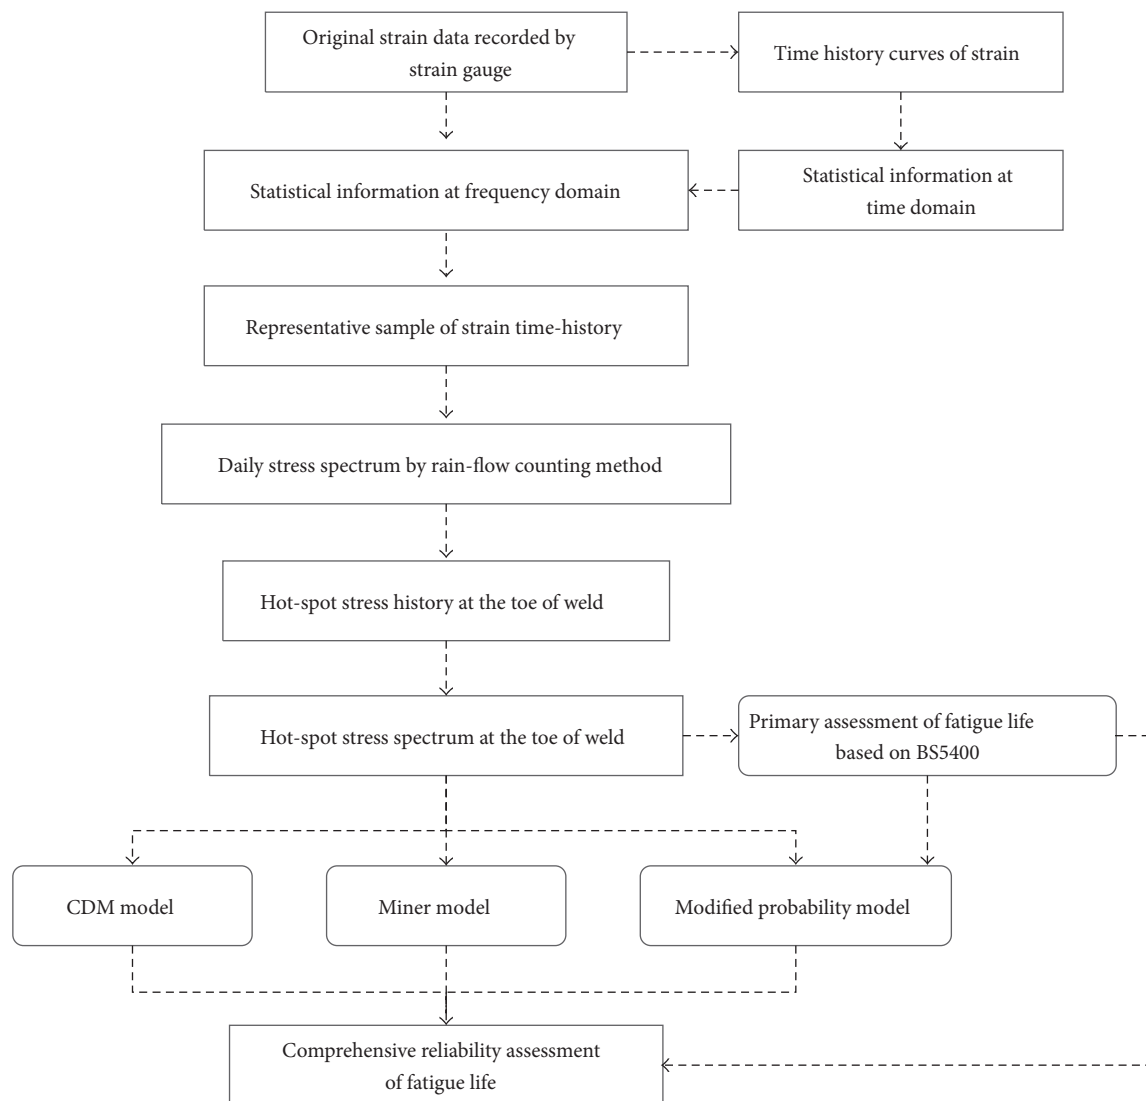 Original strain data recorded by
strain gauge
Time history curves of strain
Statistical information at frequency domain
Statistical information at
time domain
Representative sample of strain time-history
Daily stress spectrum by rain-flow counting method
Hot-spot stress history at the toe of weld
Hot-spot stress spectrum at the toe of weld
Primary assessment of fatigue life
based on BS5400
CDM model
Miner model
Modified probability model
Comprehensive reliability assessment
of fatigue life